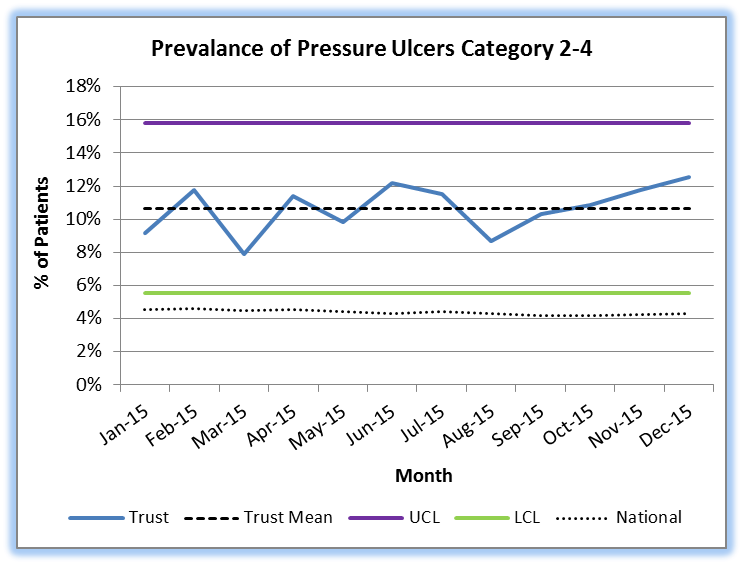 Prevalance of Pressure Ulcers Category 2-4
18%
16%
14%
12%
10%
8%
6%
4%
2%
0%
% of Patients
Jan-15 Feb-15 Mar-15 Apr-15 May-15 Jun-15 Jul-15 Aug-15 Sep-15 Oct-15 Nov-15 Dec-15
Month
Trust Trust Mean UCL LCL National